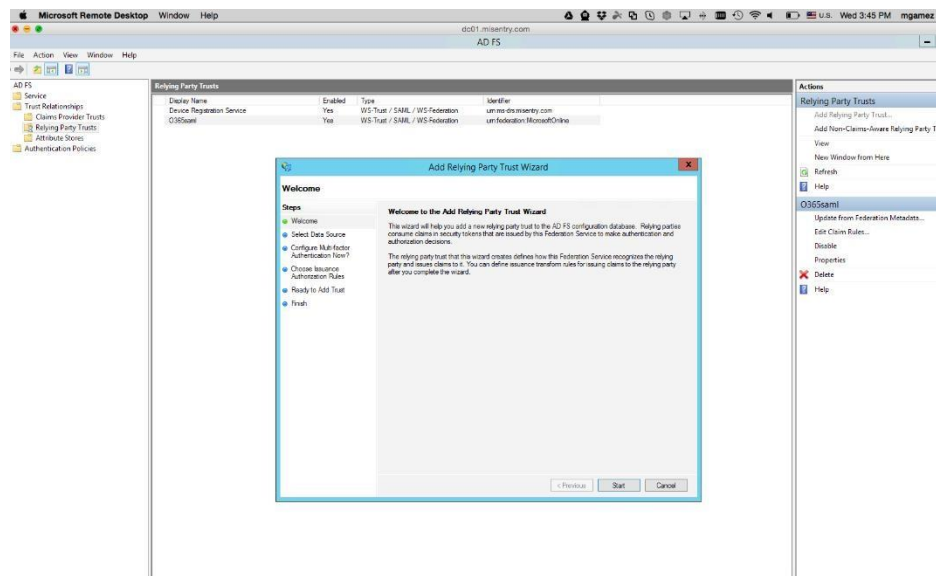 Microsoft Remote Desktop Window Help
U.S. Wed 3:45 PM mgamez
dc01.misentry.com
AD FS
File Action View Window Help
AD FS
Service
Trust Relationships
Claims Provider Trusts
Relying Party Trusts
Attribute Stores
Authentication Policies
Relying Party Trusts
Display Name Enabled Type Identifier
Device Registration Service Yes WS-Trust / SAML / WS-Federation urn:ms-drs:misentry.com
O365saml Yes WS-Trust / SAML / WS-Federation urn:federation:MicrosoftOnline
Add Relying Party Trust Wizard
Welcome
Steps
Welcome
Select Data Source
Configure Multi-factor
Authentication Now?
Choose Issuance
Authorization Rules
Ready to Add Trust
Finish
Welcome to the Add Relying Party Trust Wizard
This wizard will help you add a new relying party trust to the AD FS configuration database. Relying parties
consume claims in security tokens that are issued by this Federation Service to make authentication and
authorization decisions.
The relying party trust that this wizard creates defines how this Federation Service recognizes the relying
party and issues claims to it. You can define issuance transform rules for issuing claims to the relying party
after you complete the wizard.
< Previous Start Cancel
Actions
Relying Party Trusts
Add Relying Party Trust...
Add Non-Claims-Aware Relying Party T
View
New Window from Here
Refresh
Help
O365saml
Update from Federation Metadata...
Edit Claim Rules...
Disable
Properties
Delete
Help